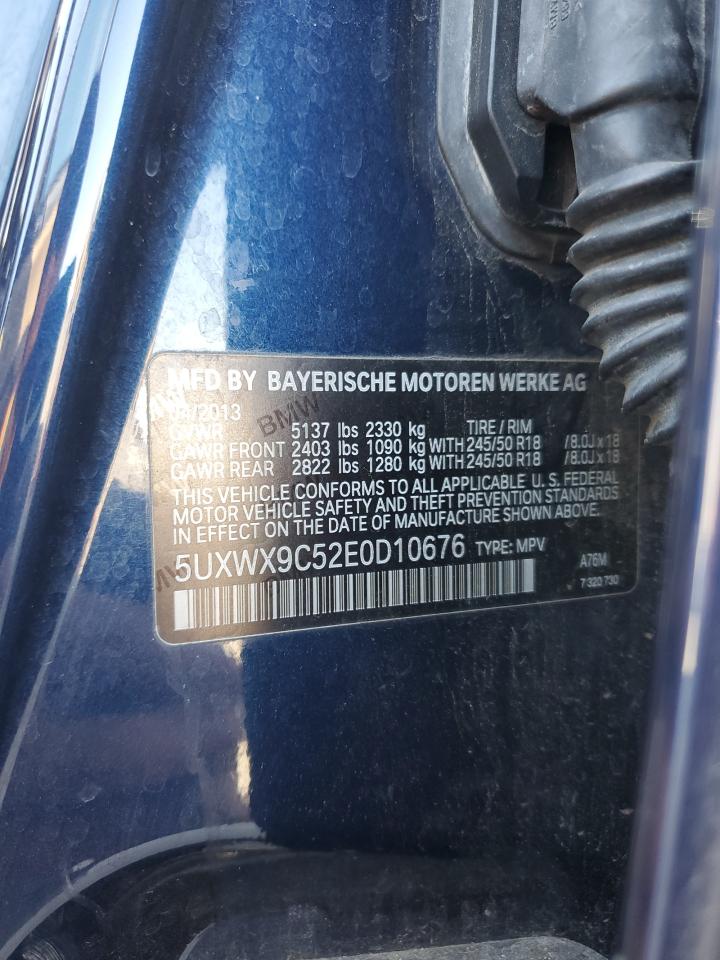 MFD BY BAYERISCHE MOTOREN WERKE AG
/2013
GVWR 5137 lbs 2330 kg TIRE / RIM
GAWR FRONT 2403 lbs 1090 kg WITH 245/50 R18 /8.0J x 18
GAWR REAR 2822 lbs 1280 kg WITH 245/50 R18 /8.0J x 18
THIS VEHICLE CONFORMS TO ALL APPLICABLE U. S. FEDERAL
MOTOR VEHICLE SAFETY AND THEFT PREVENTION STANDARDS
IN EFFECT ON THE DATE OF MANUFACTURE SHOWN ABOVE.
5UXWX9C52E0D10676 TYPE: MPV A76M
7 320 730
BMW